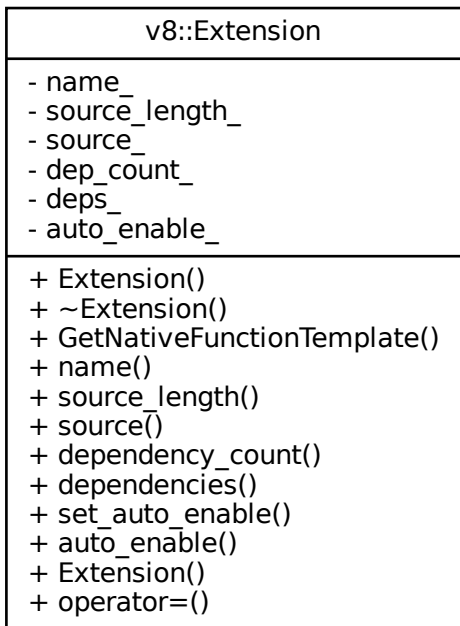 v8::Extension
- name_
- source_length_
- source_
- dep_count_
- deps_
- auto_enable_
+ Extension()
+ ~Extension()
+ GetNativeFunctionTemplate()
+ name()
+ source_length()
+ source()
+ dependency_count()
+ dependencies()
+ set_auto_enable()
+ auto_enable()
+ Extension()
+ operator=()